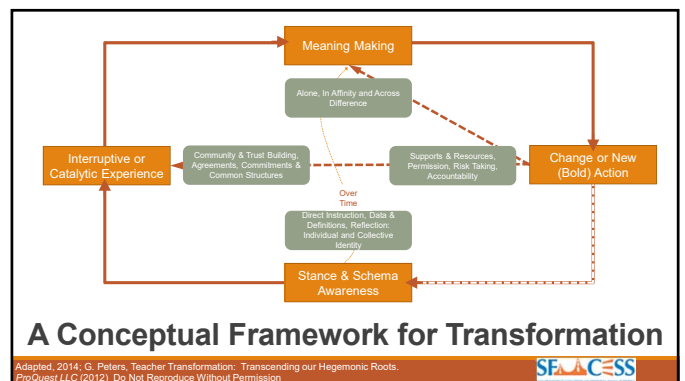 Meaning Making
Alone, In Affinity and Across
Difference
Interruptive or
Catalytic Experience
Community & Trust Building,
Agreements, Commitments &
Common Structures
Supports & Resources,
Permission, Risk Taking,
Accountability
Change or New
(Bold) Action
Over
Time
Direct Instruction, Data &
Definitions, Reflection:
Individual and Collective
Identity
Stance & Schema
Awareness
A Conceptual Framework for Transformation
Adapted, 2014; G. Peters, Teacher Transformation: Transcending our Hegemonic Roots.
ProQuest LLC (2012) Do Not Reproduce Without Permission